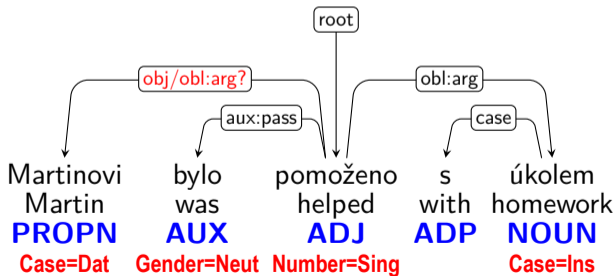 root
obj/obl:arg?
obl:arg
aux:pass
case
Martinovi bylo pomoženo s úkolem
Martin was helped with homework
PROPN AUX ADJ ADP NOUN
Case=Dat Gender=Neut Number=Sing Case=Ins